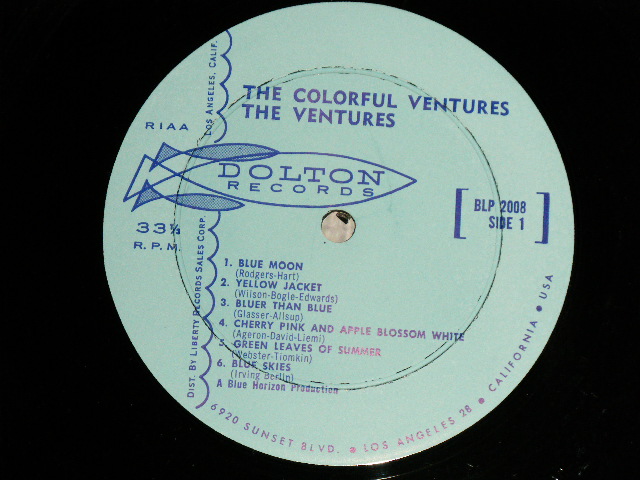 THE COLORFUL VENTURES
THE VENTURES
RIAA
LOS ANGELES, CALIF.
DOLTON
RECORDS
33⅓
R.P.M.
BLP 2008
SIDE 1
DIST. BY LIBERTY RECORDS SALES CORP.
1. BLUE MOON
(Rodgers-Hart)
2. YELLOW JACKET
(Wilson-Bogle-Edwards)
3. BLUER THAN BLUE
(Glasser-Allsup)
4. CHERRY PINK AND APPLE BLOSSOM WHITE
(Ageron-David-Liemi)
5. GREEN LEAVES OF SUMMER
(Webster-Tiomkin)
6. BLUE SKIES
(Irving Berlin)
A Blue Horizon Production
6920 SUNSET BLVD. • LOS ANGELES 28 • CALIFORNIA • USA